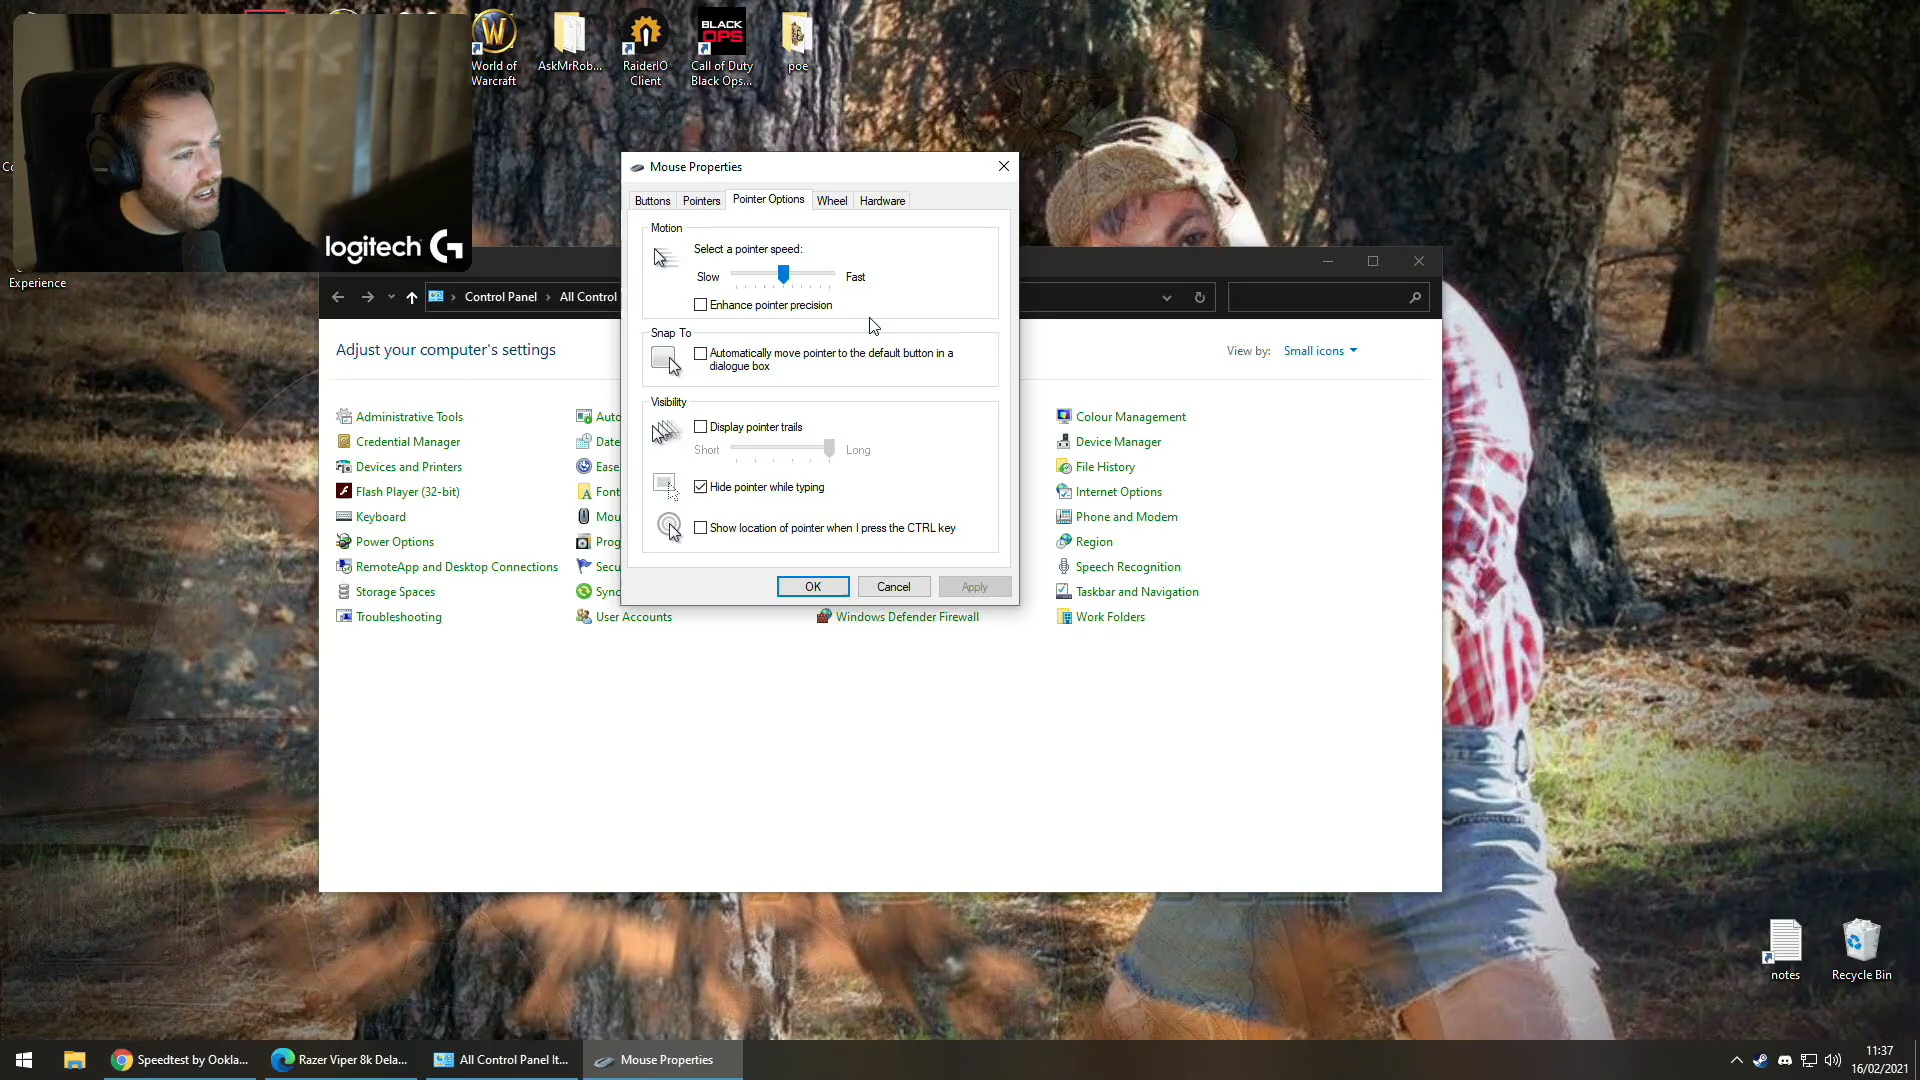 World of
Warcraft
AskMrRob...
RaiderIO
Client
BLACK
OPS
Call of Duty
Black Ops...
poe
logitech G
Experience
Mouse Properties
Buttons
Pointers
Pointer Options
Wheel
Hardware
Motion
Select a pointer speed:
Slow
Fast
Enhance pointer precision
Snap To
Automatically move pointer to the default button in a
dialogue box
Visibility
Display pointer trails
Short
Long
Hide pointer while typing
Show location of pointer when I press the CTRL key
OK
Cancel
Apply
Control Panel
All Control
Adjust your computer's settings
View by:
Small icons
Administrative Tools
Credential Manager
Devices and Printers
Flash Player (32-bit)
Keyboard
Power Options
RemoteApp and Desktop Connections
Storage Spaces
Troubleshooting
Auto
Date
Ease
Font
Mou
Prog
Secu
Sync
User Accounts
Windows Defender Firewall
Colour Management
Device Manager
File History
Internet Options
Phone and Modem
Region
Speech Recognition
Taskbar and Navigation
Work Folders
notes
Recycle Bin
Speedtest by Ookla...
Razer Viper 8k Dela...
All Control Panel It...
Mouse Properties
11:37
16/02/2021